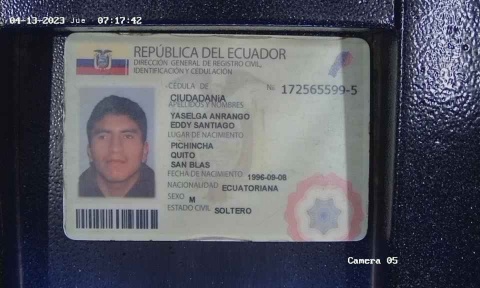 04-13-2023 Jue 07:17:42
REPÚBLICA DEL ECUADOR
DIRECCIÓN GENERAL DE REGISTRO CIVIL,
IDENTIFICACIÓN Y CEDULACIÓN
CÉDULA DE No 172565599-5
CIUDADANIA
APELLIDOS Y NOMBRES
YASELGA ANRANGO
EDDY SANTIAGO
LUGAR DE NACIMIENTO
PICHINCHA
QUITO
SAN BLAS
FECHA DE NACIMIENTO 1996-09-08
NACIONALIDAD ECUATORIANA
SEXO M
ESTADO CIVIL SOLTERO
Camera 05